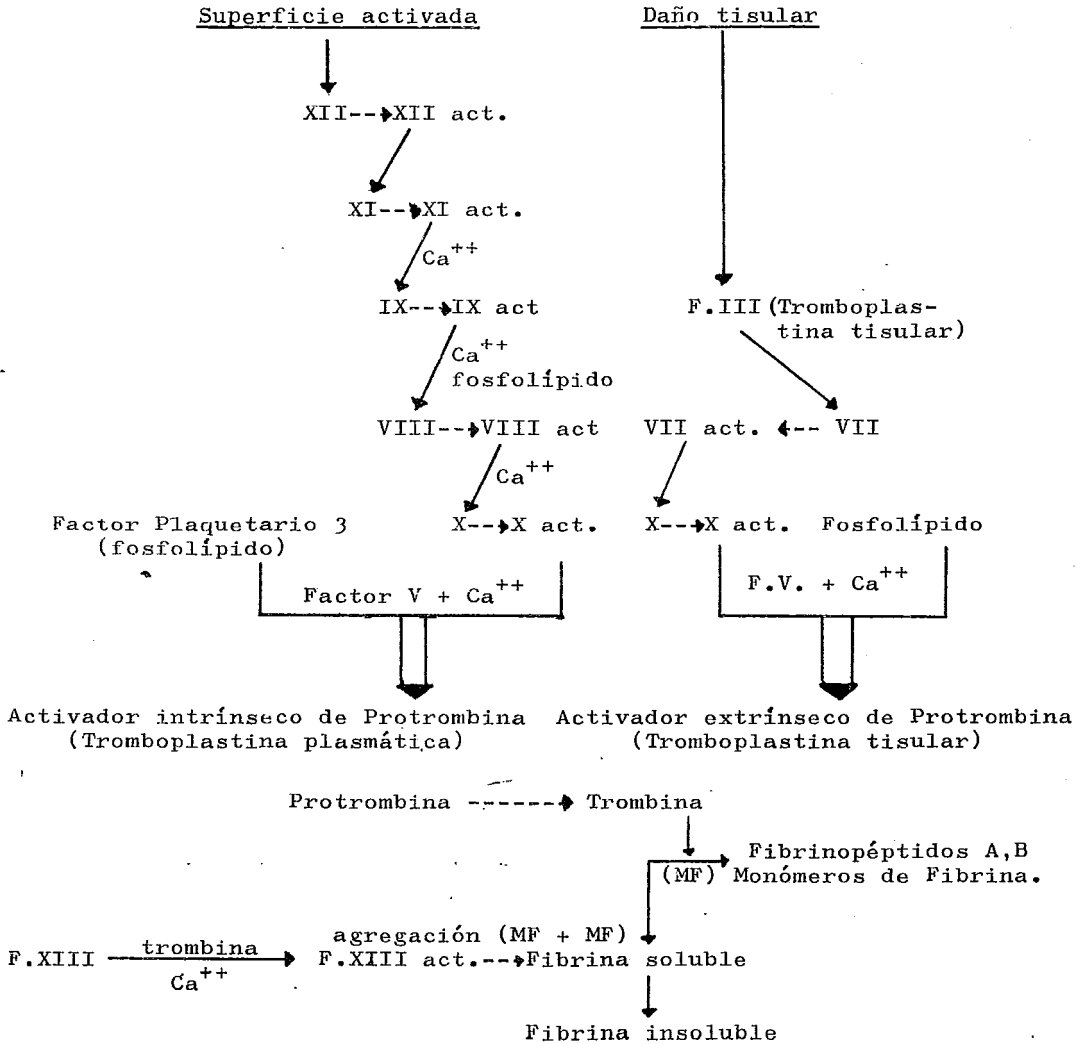 Superficie activada
Daño tisular
XII--→XII act.
XI--→XI act.
Ca++
IX--→IX act
F.III (Tromboplas-
tina tisular)
Ca++
fosfolípido
VIII--→VIII act
VII act. ←-- VII
Ca++
Factor Plaquetario 3
(fosfolípido)
X--→X act.
X--→X act. Fosfolípido
Factor V + Ca++
F.V. + Ca++
Activador intrínseco de Protrombina
(Tromboplastina plasmática)
Activador extrínseco de Protrombina
(Tromboplastina tisular)
Protrombina ------→ Trombina
Fibrinopéptidos A,B
(MF) Monómeros de Fibrina.
agregación (MF + MF)
F.XIII trombina F.XIII act.--→Fibrina soluble
Ca++
Fibrina insoluble